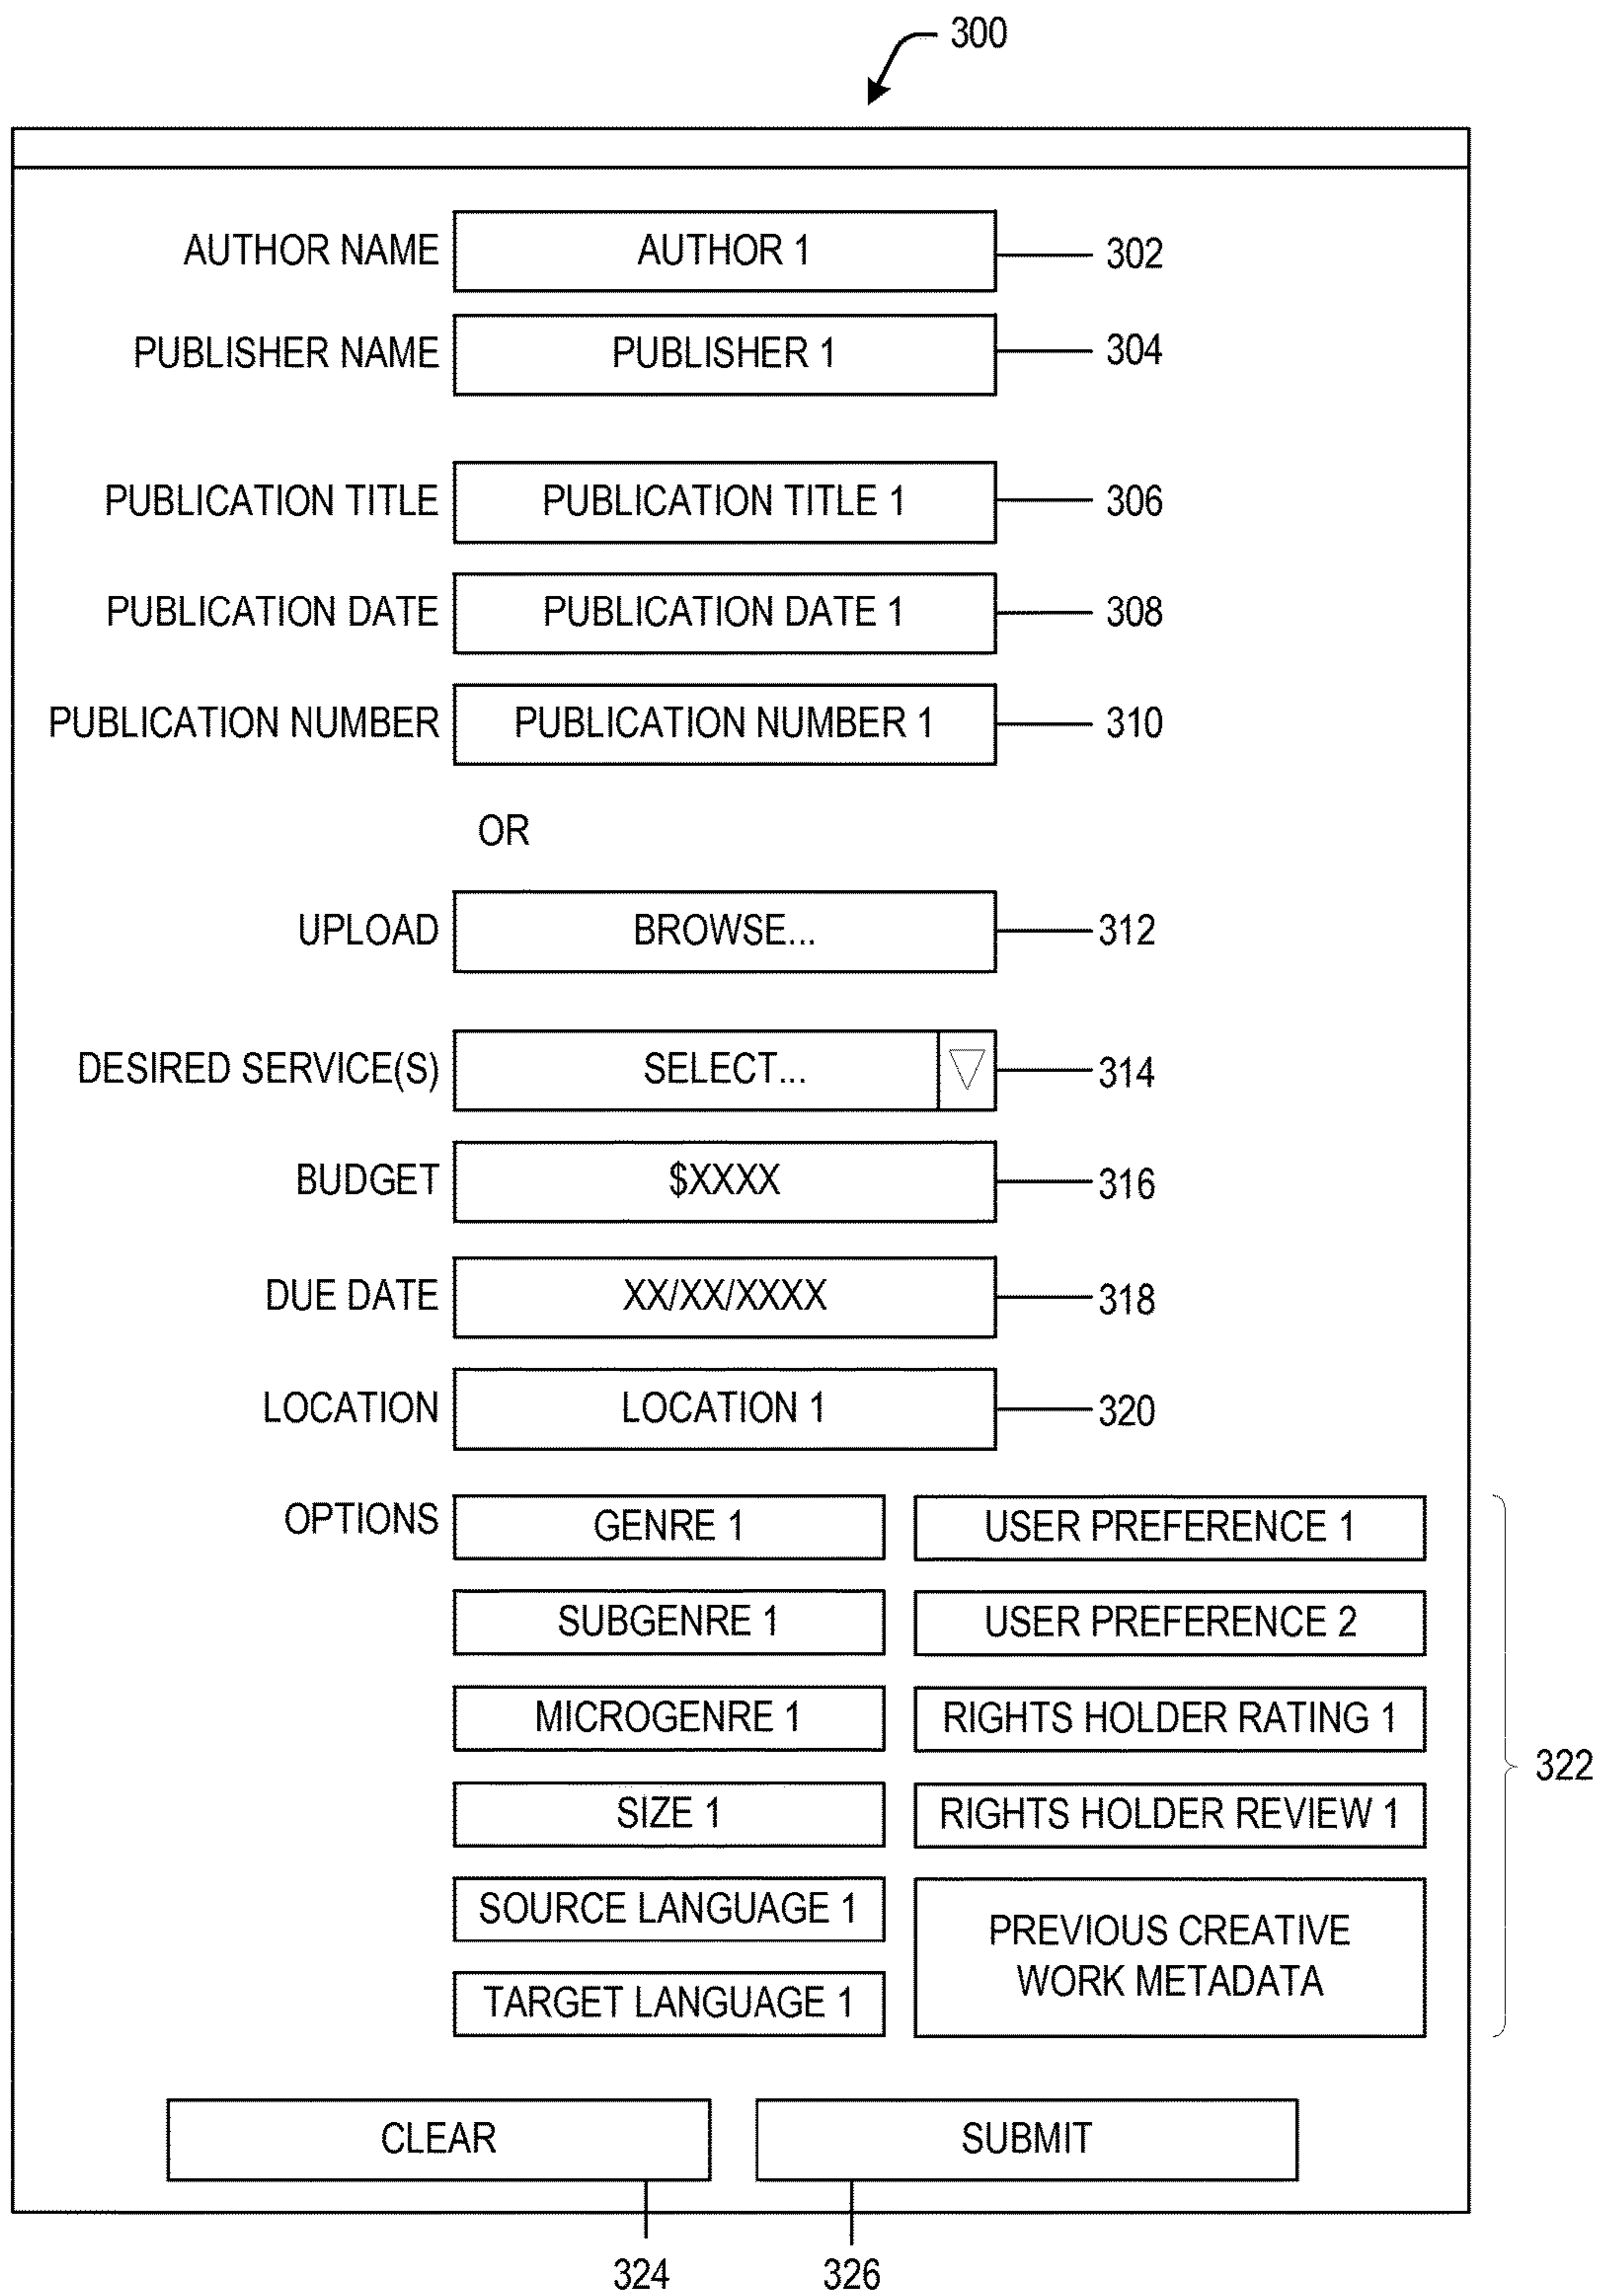 300
AUTHOR NAME AUTHOR 1 302
PUBLISHER NAME PUBLISHER 1 304
PUBLICATION TITLE PUBLICATION TITLE 1 306
PUBLICATION DATE PUBLICATION DATE 1 308
PUBLICATION NUMBER PUBLICATION NUMBER 1 310
OR
UPLOAD BROWSE... 312
DESIRED SERVICE(S) SELECT... 314
BUDGET $XXXX 316
DUE DATE XX/XX/XXXX 318
LOCATION LOCATION 1 320
OPTIONS GENRE 1 USER PREFERENCE 1
SUBGENRE 1 USER PREFERENCE 2
MICROGENRE 1 RIGHTS HOLDER RATING 1
322
SIZE 1 RIGHTS HOLDER REVIEW 1
SOURCE LANGUAGE 1 PREVIOUS CREATIVE
TARGET LANGUAGE 1 WORK METADATA
CLEAR SUBMIT
324 326